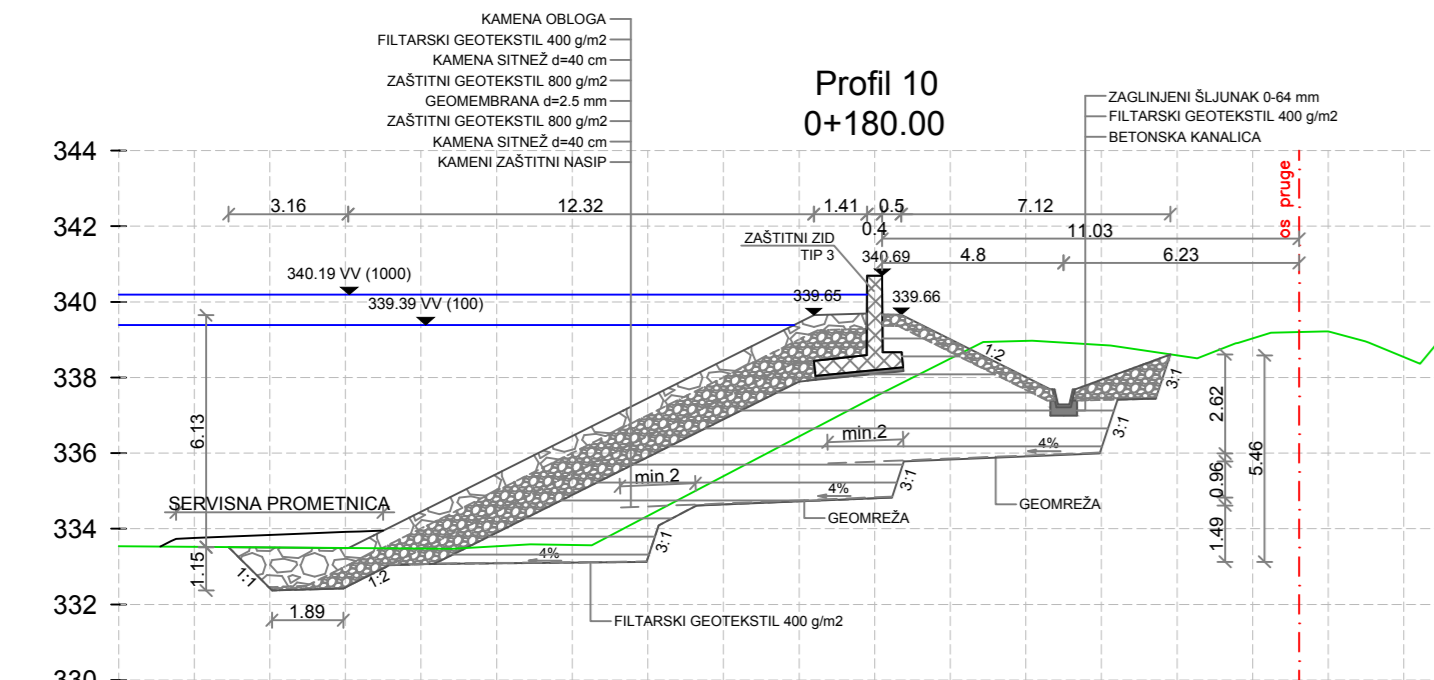 KAMENA OBLOGA
FILTARSKI GEOTEKSTIL 400 g/m2
KAMENA SITNEŽ d=40 cm
ZAŠTITNI GEOTEKSTIL 800 g/m2
GEOMEMBRANA d=2.5 mm
ZAŠTITNI GEOTEKSTIL 800 g/m2
KAMENA SITNEŽ d=40 cm
KAMENI ZAŠTITNI NASIP
Profil 10
0+180.00
ZAGLINJENI ŠLJUNAK 0-64 mm
FILTARSKI GEOTEKSTIL 400 g/m2
BETONSKA KANALICA
344
342
340
338
336
334
332
330
os pruge
3.16
12.32
1.41
0.5
7.12
0.4
11.03
ZAŠTITNI ZID
TIP 3
340.69
4.8
6.23
340.19 VV (1000)
339.39 VV (100)
339.65
339.66
1:2
3:1
6.13
2.62
3:1
min.2
4%
5.46
min.2
3:1
0.96
4%
SERVISNA PROMETNICA
GEOMREŽA
GEOMREŽA
1.49
3:1
4%
1.15
1:1
1:2
1.89
FILTARSKI GEOTEKSTIL 400 g/m2